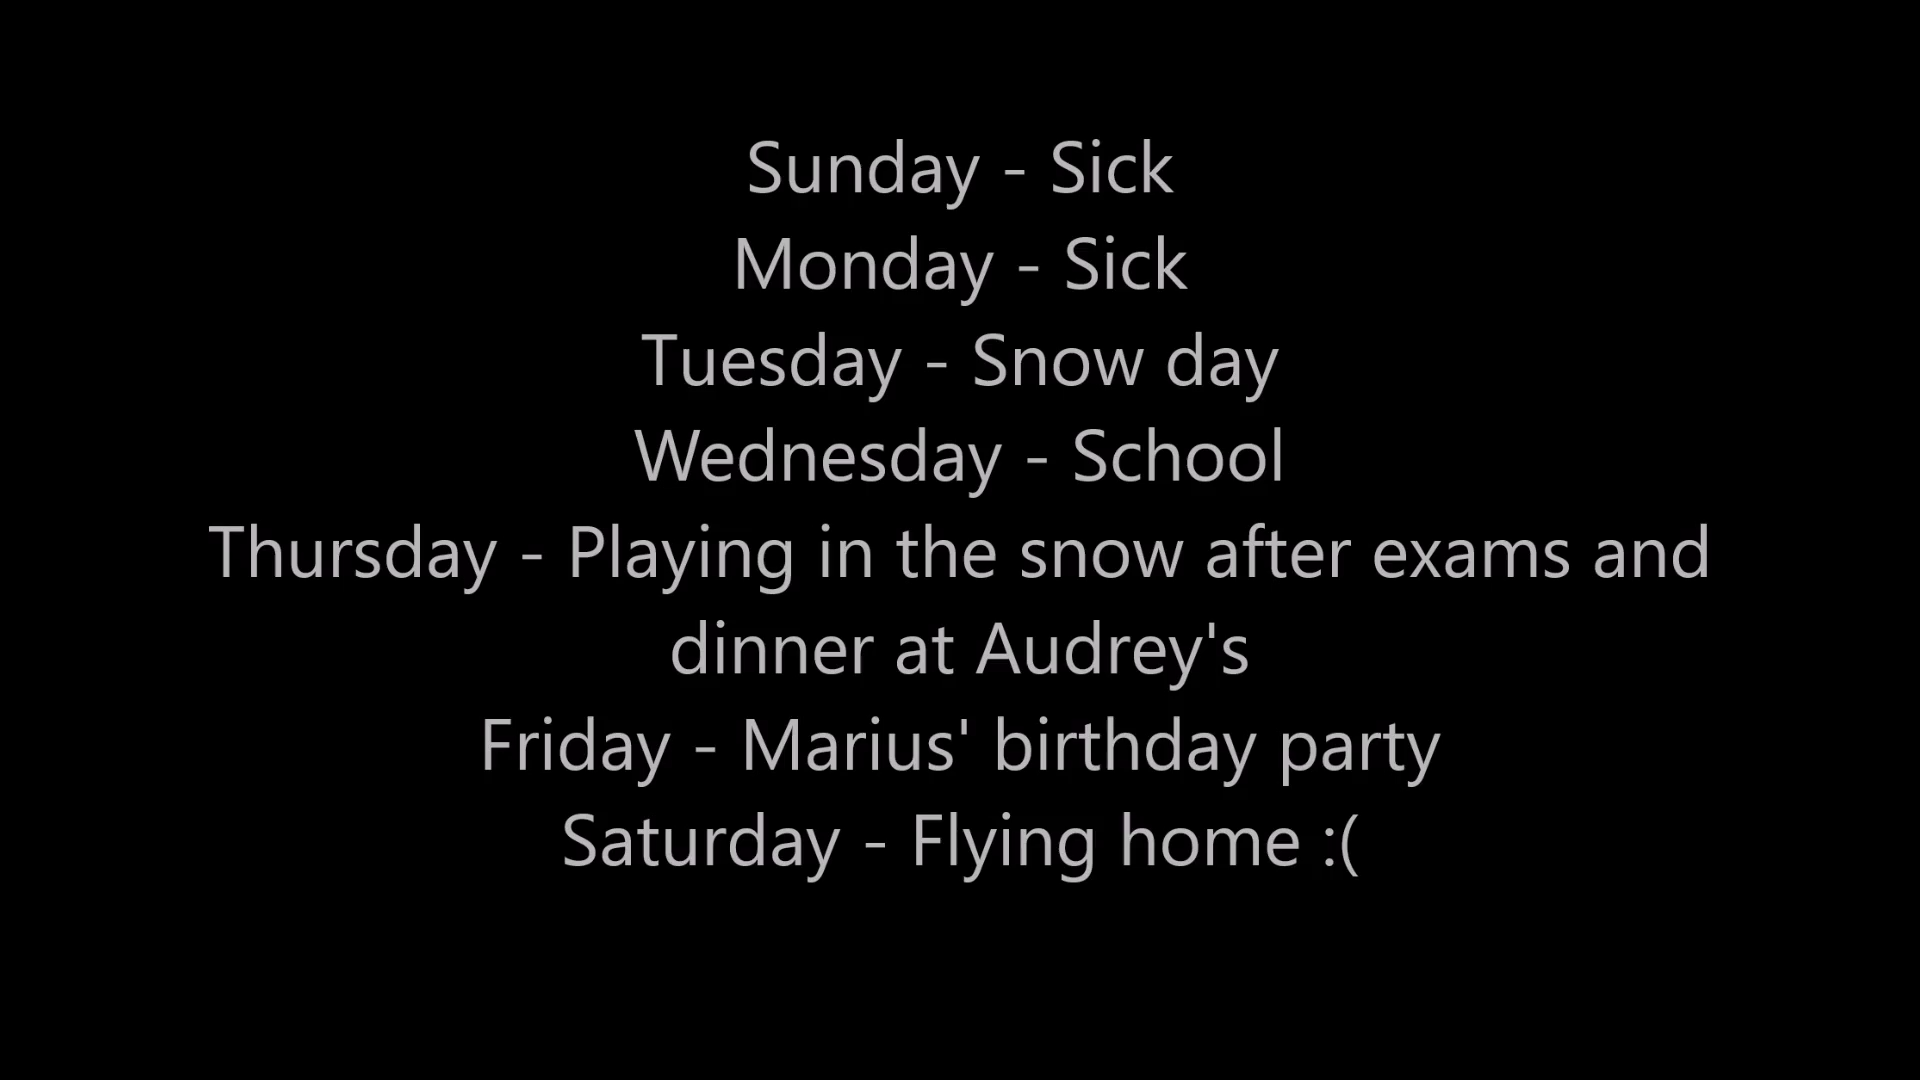 Sunday - Sick
Monday - Sick
Tuesday - Snow day
Wednesday - School
Thursday - Playing in the snow after exams and
dinner at Audrey's
Friday - Marius' birthday party
Saturday - Flying home :(